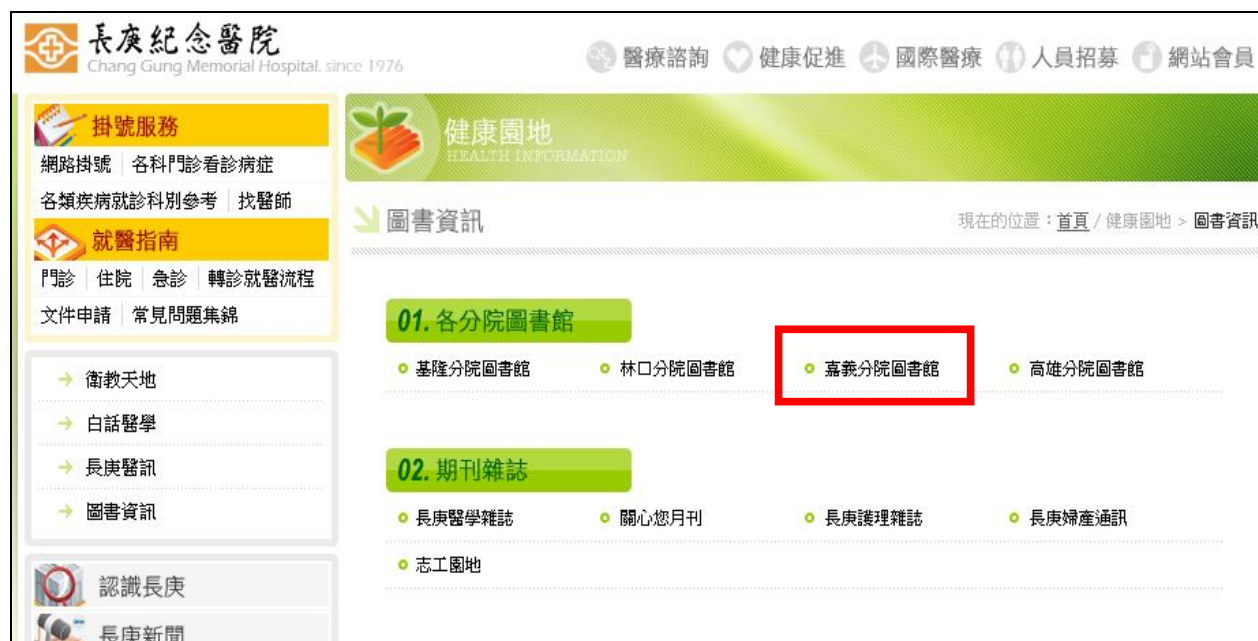 長庚紀念醫院
Chang Gung Memorial Hospital. since 1976
醫療諮詢 健康促進 國際醫療 人員招募 網站會員
掛號服務
網路掛號 各科門診看診病症
各類疾病就診科別參考 找醫師
就醫指南
門診 住院 急診 轉診就醫流程
文件申請 常見問題集錦
衛教天地
白話醫學
長庚醫訊
圖書資訊
認識長庚
長庚新聞
健康園地
HEALTH INFORMATION
圖書資訊
現在的位置：首頁 / 健康園地 > 圖書資訊
01. 各分院圖書館
基隆分院圖書館 林口分院圖書館 嘉義分院圖書館 高雄分院圖書館
02. 期刊雜誌
長庚醫學雜誌 關心您月刊 長庚護理雜誌 長庚婦產通訊
志工園地